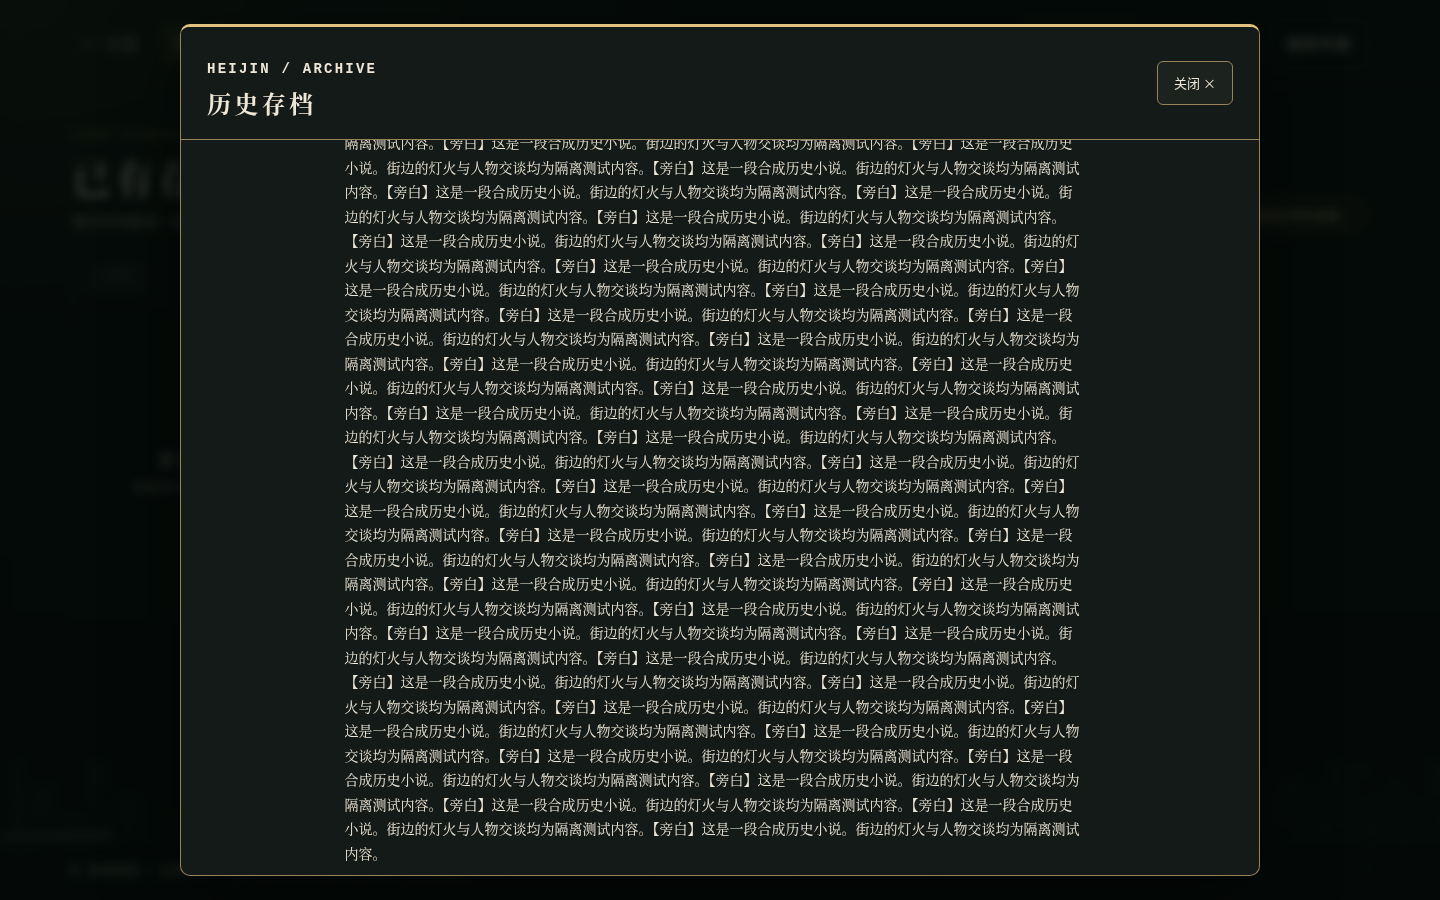 HEIJIN / ARCHIVE
历史存档
关闭 ×
隔离测试内容。【旁白】这是一段合成历史小说。街边的灯火与人物交谈均为隔离测试内容。【旁白】这是一段合成历史
小说。街边的灯火与人物交谈均为隔离测试内容。【旁白】这是一段合成历史小说。街边的灯火与人物交谈均为隔离测试
内容。【旁白】这是一段合成历史小说。街边的灯火与人物交谈均为隔离测试内容。【旁白】这是一段合成历史小说。街
边的灯火与人物交谈均为隔离测试内容。【旁白】这是一段合成历史小说。街边的灯火与人物交谈均为隔离测试内容。
【旁白】这是一段合成历史小说。街边的灯火与人物交谈均为隔离测试内容。【旁白】这是一段合成历史小说。街边的灯
火与人物交谈均为隔离测试内容。【旁白】这是一段合成历史小说。街边的灯火与人物交谈均为隔离测试内容。【旁白】
这是一段合成历史小说。街边的灯火与人物交谈均为隔离测试内容。【旁白】这是一段合成历史小说。街边的灯火与人物
交谈均为隔离测试内容。【旁白】这是一段合成历史小说。街边的灯火与人物交谈均为隔离测试内容。【旁白】这是一段
合成历史小说。街边的灯火与人物交谈均为隔离测试内容。【旁白】这是一段合成历史小说。街边的灯火与人物交谈均为
隔离测试内容。【旁白】这是一段合成历史小说。街边的灯火与人物交谈均为隔离测试内容。【旁白】这是一段合成历史
小说。街边的灯火与人物交谈均为隔离测试内容。【旁白】这是一段合成历史小说。街边的灯火与人物交谈均为隔离测试
内容。【旁白】这是一段合成历史小说。街边的灯火与人物交谈均为隔离测试内容。【旁白】这是一段合成历史小说。街
边的灯火与人物交谈均为隔离测试内容。【旁白】这是一段合成历史小说。街边的灯火与人物交谈均为隔离测试内容。
【旁白】这是一段合成历史小说。街边的灯火与人物交谈均为隔离测试内容。【旁白】这是一段合成历史小说。街边的灯
火与人物交谈均为隔离测试内容。【旁白】这是一段合成历史小说。街边的灯火与人物交谈均为隔离测试内容。【旁白】
这是一段合成历史小说。街边的灯火与人物交谈均为隔离测试内容。【旁白】这是一段合成历史小说。街边的灯火与人物
交谈均为隔离测试内容。【旁白】这是一段合成历史小说。街边的灯火与人物交谈均为隔离测试内容。【旁白】这是一段
合成历史小说。街边的灯火与人物交谈均为隔离测试内容。【旁白】这是一段合成历史小说。街边的灯火与人物交谈均为
隔离测试内容。【旁白】这是一段合成历史小说。街边的灯火与人物交谈均为隔离测试内容。【旁白】这是一段合成历史
小说。街边的灯火与人物交谈均为隔离测试内容。【旁白】这是一段合成历史小说。街边的灯火与人物交谈均为隔离测试
内容。【旁白】这是一段合成历史小说。街边的灯火与人物交谈均为隔离测试内容。【旁白】这是一段合成历史小说。街
边的灯火与人物交谈均为隔离测试内容。【旁白】这是一段合成历史小说。街边的灯火与人物交谈均为隔离测试内容。
【旁白】这是一段合成历史小说。街边的灯火与人物交谈均为隔离测试内容。【旁白】这是一段合成历史小说。街边的灯
火与人物交谈均为隔离测试内容。【旁白】这是一段合成历史小说。街边的灯火与人物交谈均为隔离测试内容。【旁白】
这是一段合成历史小说。街边的灯火与人物交谈均为隔离测试内容。【旁白】这是一段合成历史小说。街边的灯火与人物
交谈均为隔离测试内容。【旁白】这是一段合成历史小说。街边的灯火与人物交谈均为隔离测试内容。【旁白】这是一段
合成历史小说。街边的灯火与人物交谈均为隔离测试内容。【旁白】这是一段合成历史小说。街边的灯火与人物交谈均为
隔离测试内容。【旁白】这是一段合成历史小说。街边的灯火与人物交谈均为隔离测试内容。【旁白】这是一段合成历史
小说。街边的灯火与人物交谈均为隔离测试内容。【旁白】这是一段合成历史小说。街边的灯火与人物交谈均为隔离测试
内容。